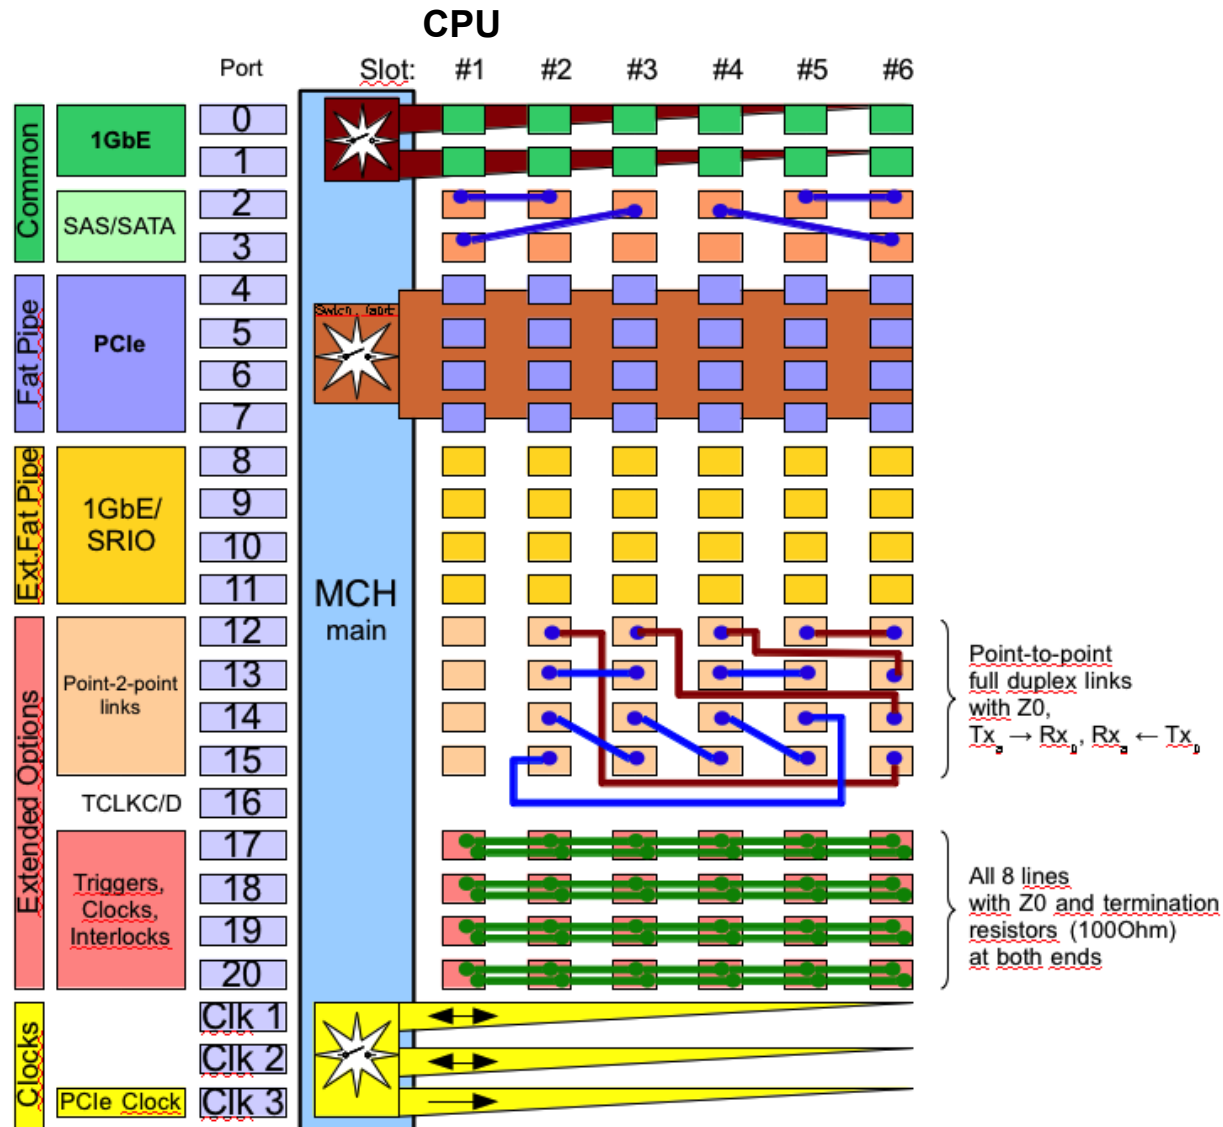 CPU
Port Slot: #1 #2 #3 #4 #5 #6
Common
1GbE
0
1
SAS/SATA
2
3
Fat Pipe
PCIe
4
5
6
7
Ext.Fat Pipe
1GbE/
SRIO
8
9
10
11
MCH
main
Extended Options
Point-2-point
links
12
13
14
15
Point-to-point
full duplex links
with Z0,
Txa → Rxb, Rxa ← Txb
TCLKC/D
16
Triggers,
Clocks,
Interlocks
17
18
19
20
All 8 lines
with Z0 and termination
resistors (100Ohm)
at both ends
Clocks
Clk 1
Clk 2
PCIe Clock
Clk 3